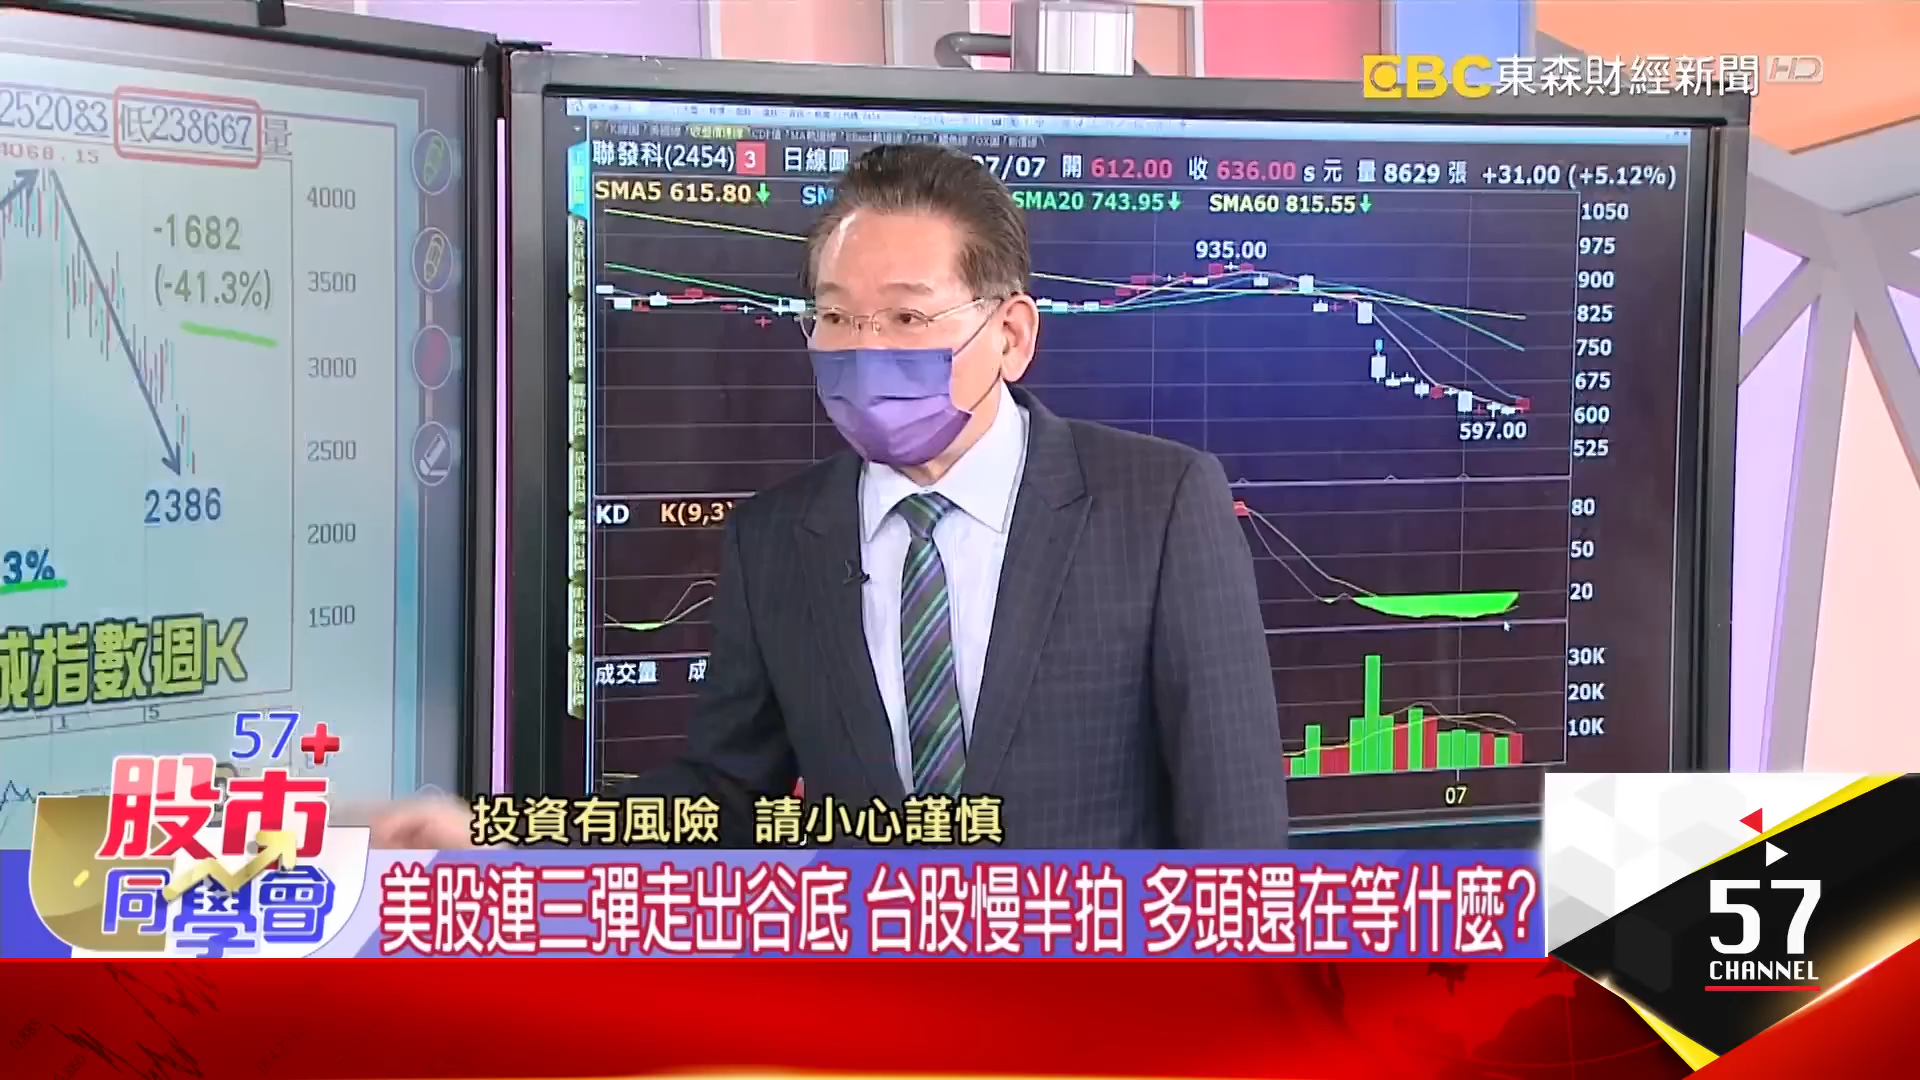 EBC 東森財經新聞 HD
252083 低238667 量
4068.15
-1682
(-41.3%)
4000
3500
3000
2500
2000
1500
2386
3%
指數週K
1
5
聯發科(2454) 3 日線圖
07/07 開 612.00 收 636.00 s 元 量 8629 張 +31.00 (+5.12%)
SMA5 615.80↓
SMA20 743.95↓ SMA60 815.55↓
935.00
597.00
1050
975
900
825
750
675
600
525
KD K(9,3)
80
50
20
成交量 成
30K
20K
10K
07
57+
股市
同學會
投資有風險 請小心謹慎
美股連三彈走出谷底 台股慢半拍 多頭還在等什麼?
57
CHANNEL